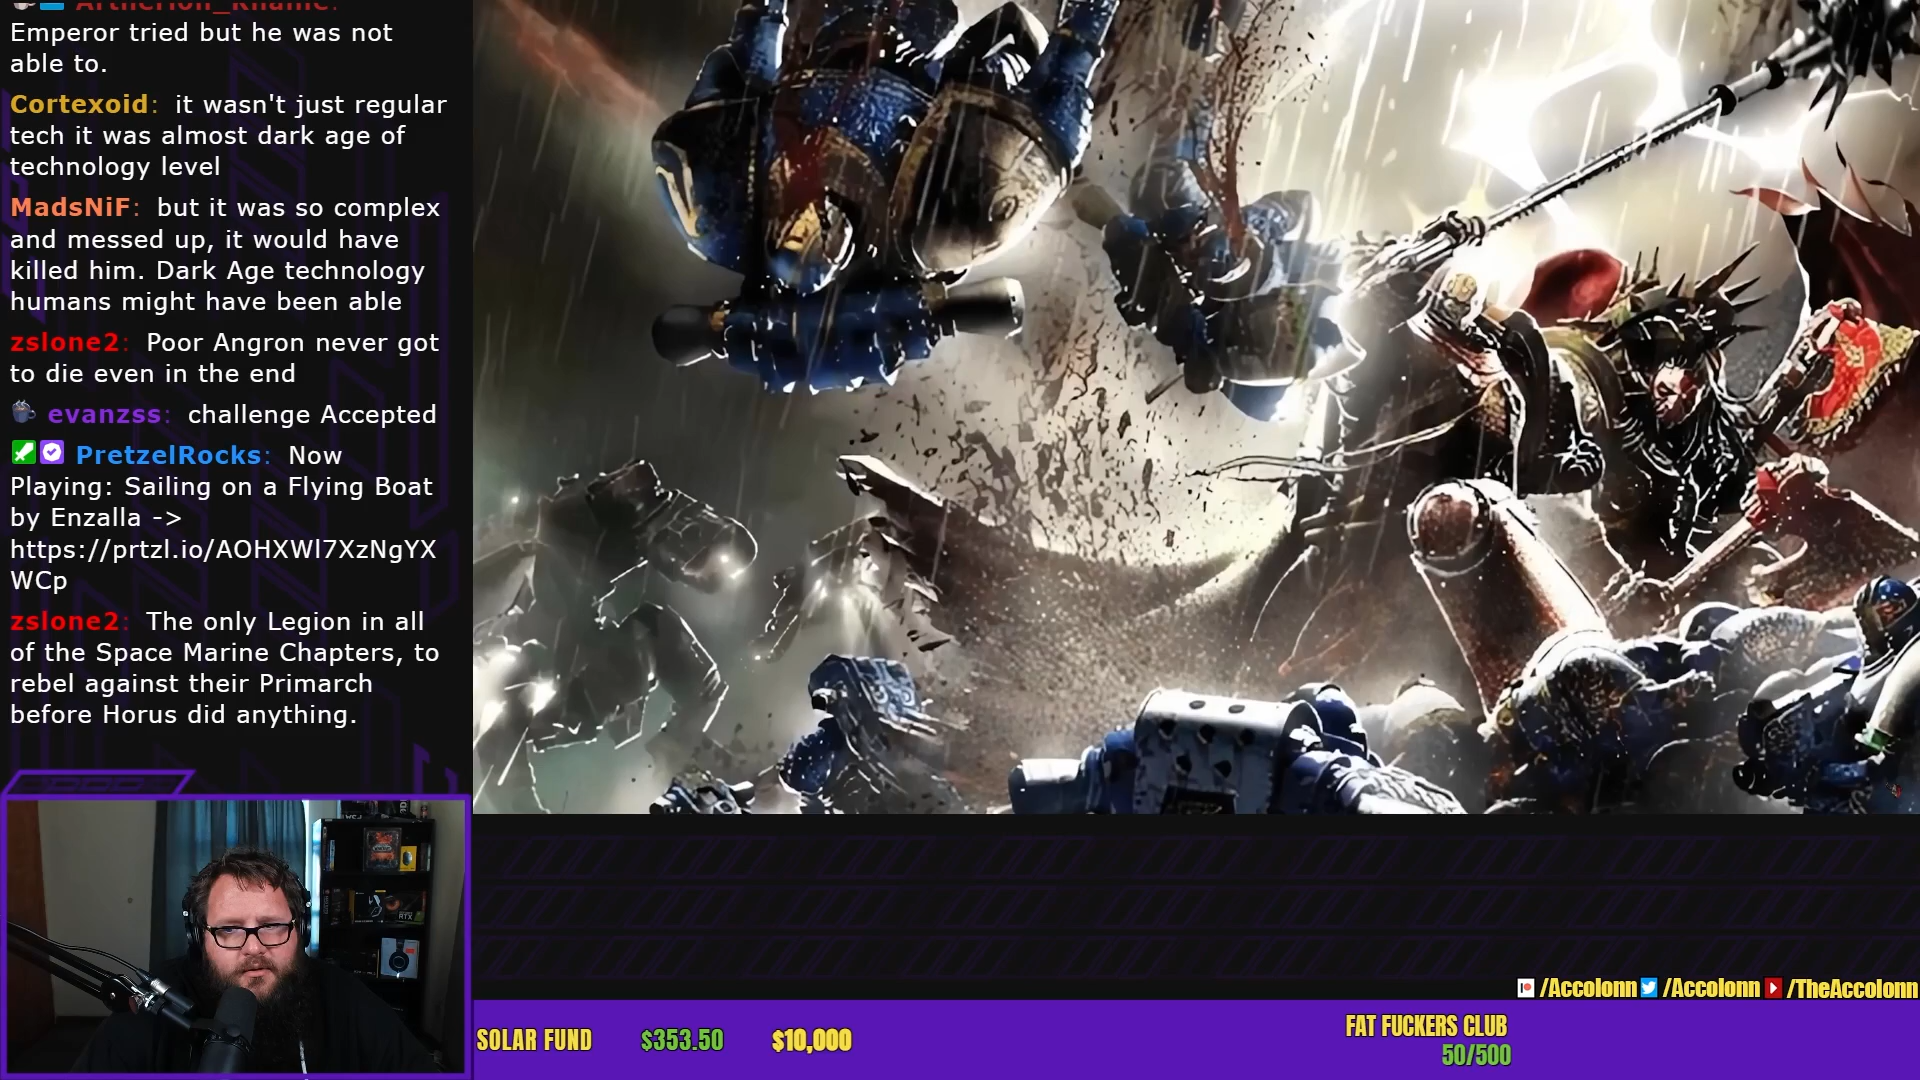 Emperor tried but he was not
able to.
Cortexoid: it wasn't just regular
tech it was almost dark age of
technology level
MadsNiF: but it was so complex
and messed up, it would have
killed him. Dark Age technology
humans might have been able
zslone2: Poor Angron never got
to die even in the end
evanzss: challenge Accepted
PretzelRocks: Now
Playing: Sailing on a Flying Boat
by Enzalla ->
https://prtzl.io/AOHXWl7XzNgYX
WCp
zslone2: The only Legion in all
of the Space Marine Chapters, to
rebel against their Primarch
before Horus did anything.
RTX
/Accolonn /Accolonn /TheAccolonn
SOLAR FUND $353.50 $10,000
FAT FUCKERS CLUB
50/500